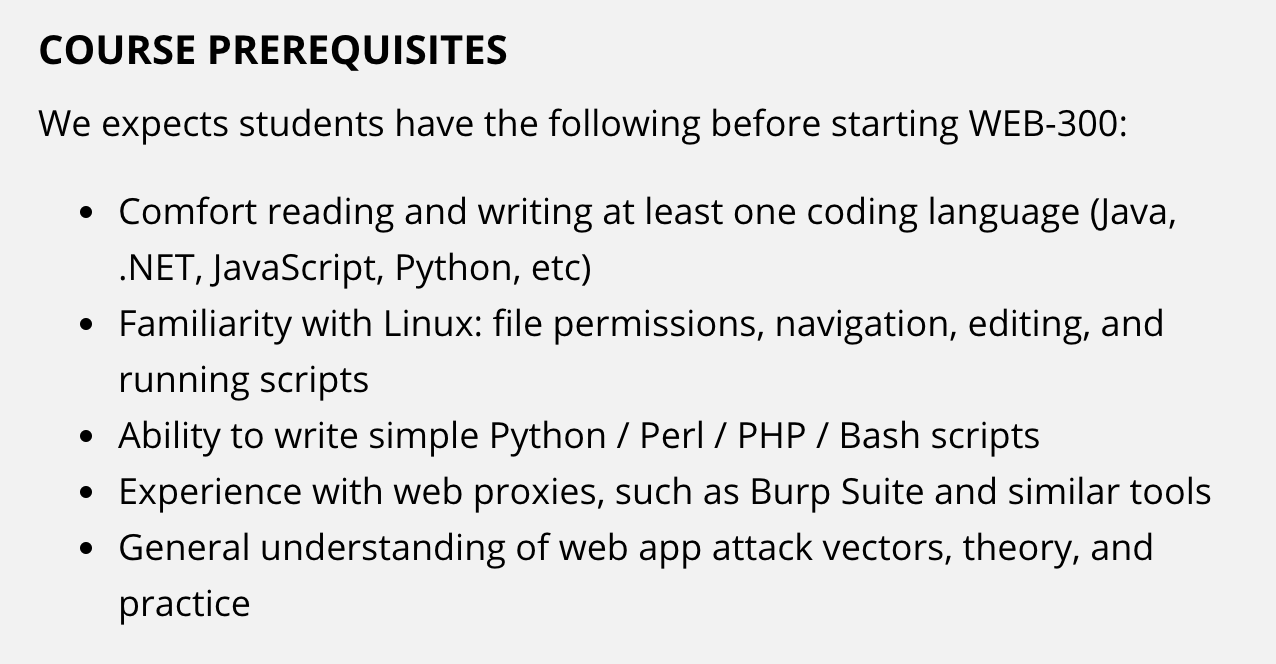 COURSE PREREQUISITES
We expects students have the following before starting WEB-300:
• Comfort reading and writing at least one coding language (Java,
.NET, JavaScript, Python, etc)
• Familiarity with Linux: file permissions, navigation, editing, and
running scripts
• Ability to write simple Python / Perl / PHP / Bash scripts
• Experience with web proxies, such as Burp Suite and similar tools
• General understanding of web app attack vectors, theory, and
practice